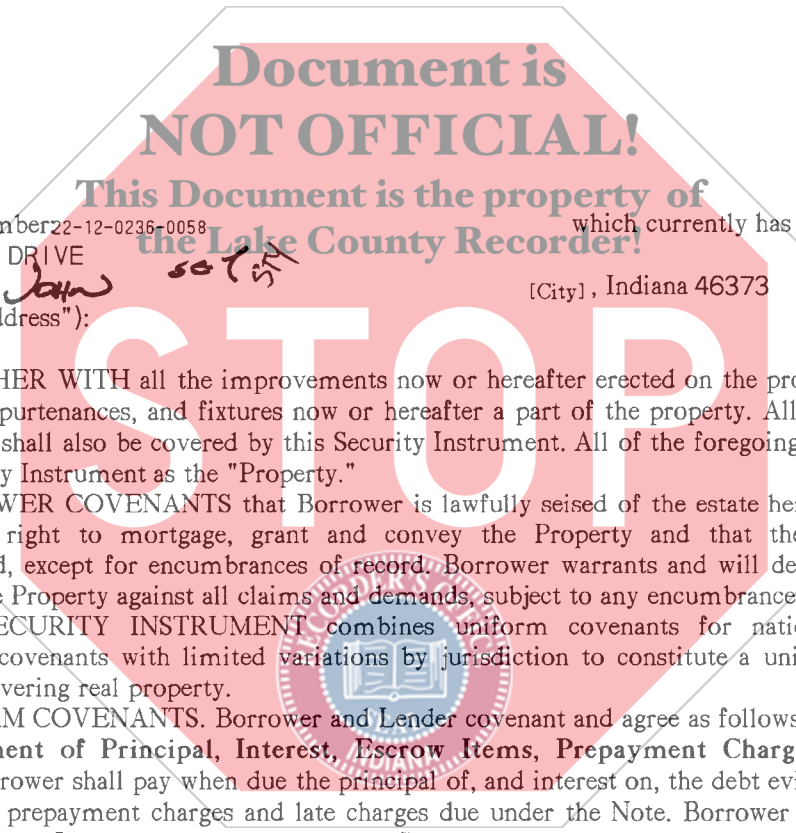 Document is
NOT OFFICIAL!
This Document is the property of
the Lake County Recorder!
mber22-12-0236-0058 which currently has
DRIVE
John
[City] , Indiana 46373
ddress"):
STOP
HER WITH all the improvements now or hereafter erected on the pro
purtenances, and fixtures now or hereafter a part of the property. All
shall also be covered by this Security Instrument. All of the foregoing
y Instrument as the "Property."
WER COVENANTS that Borrower is lawfully seised of the estate her
right to mortgage, grant and convey the Property and that the
d, except for encumbrances of record. Borrower warrants and will de
e Property against all claims and demands, subject to any encumbrance
ECURITY INSTRUMENT combines uniform covenants for nati
covenants with limited variations by jurisdiction to constitute a uni
vering real property.
RECORDER'S OFFICE
INDIANA
M COVENANTS. Borrower and Lender covenant and agree as follows
ent of Principal, Interest, Escrow Items, Prepayment Charg
rower shall pay when due the principal of, and interest on, the debt evi
prepayment charges and late charges due under the Note. Borrower